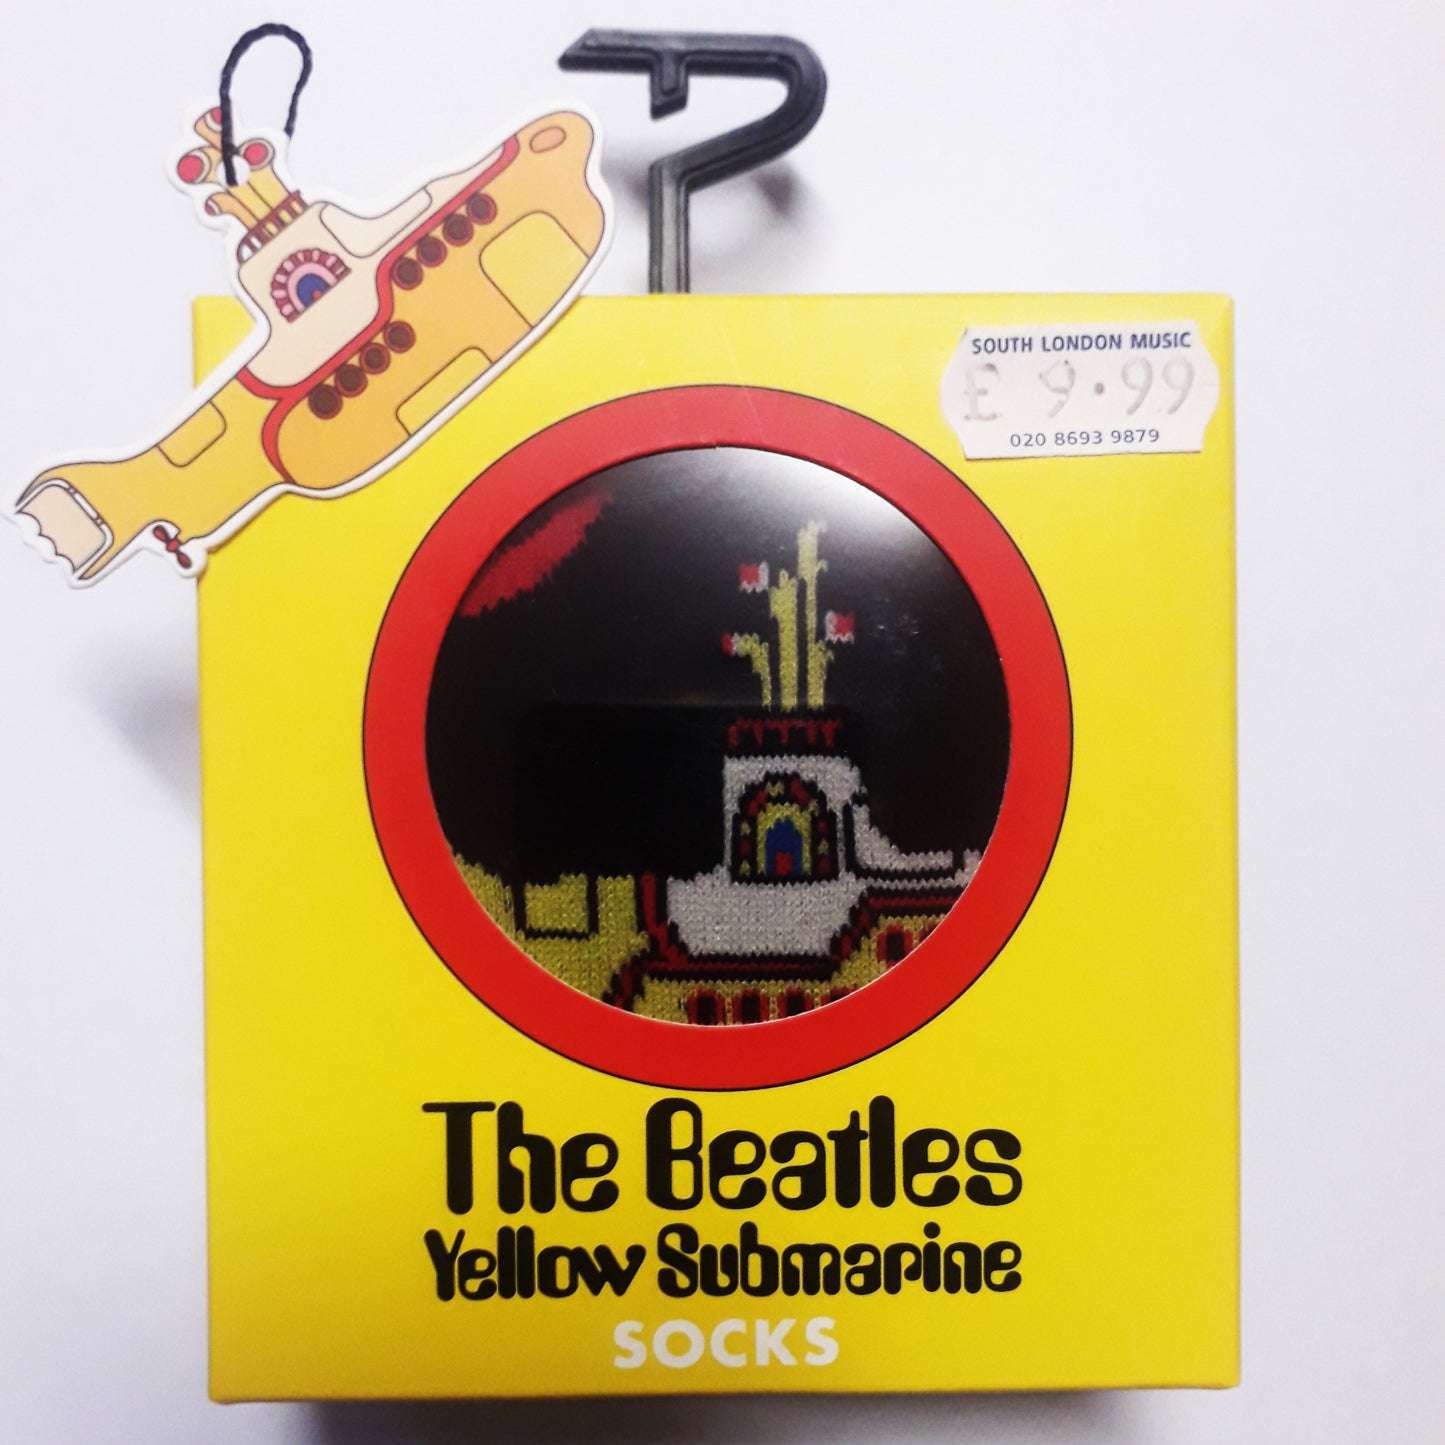 SOUTH LONDON MUSIC
£ 9.99
020 8693 9879
The Beatles
Yellow Submarine
SOCKS